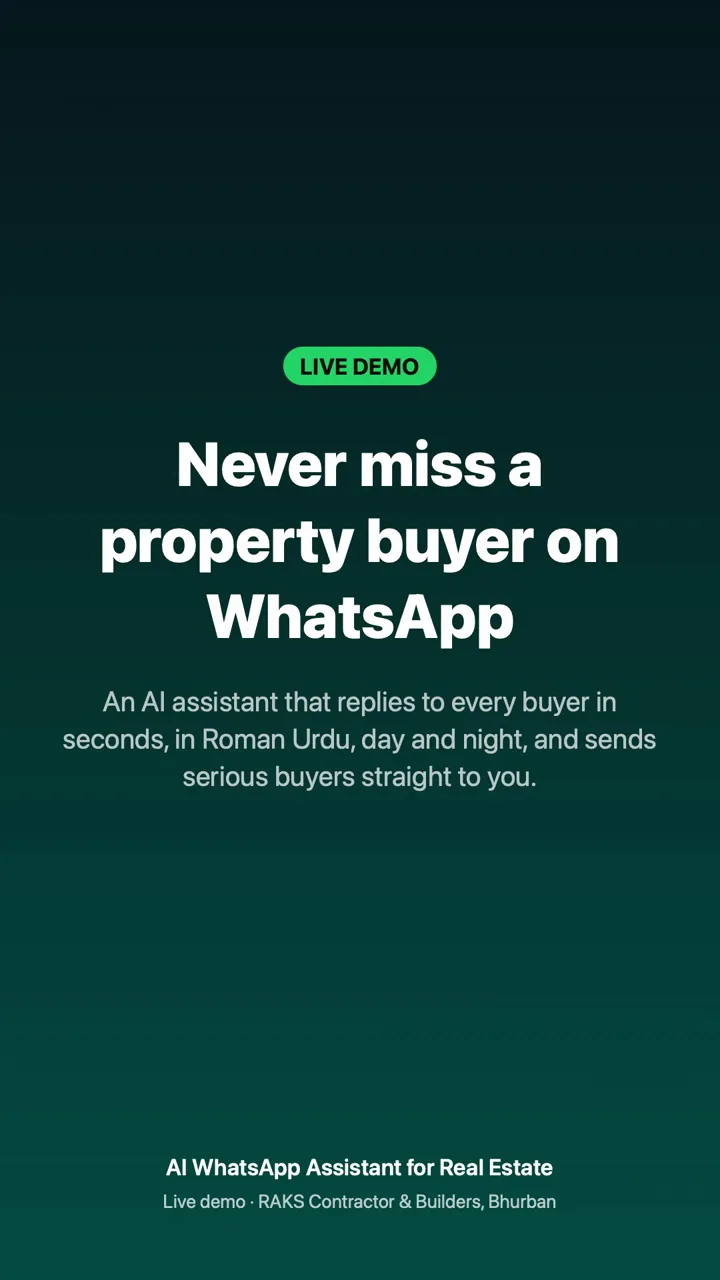 LIVE DEMO
Never miss a
property buyer on
WhatsApp
An AI assistant that replies to every buyer in
seconds, in Roman Urdu, day and night, and sends
serious buyers straight to you.
AI WhatsApp Assistant for Real Estate
Live demo · RAKS Contractor & Builders, Bhurban